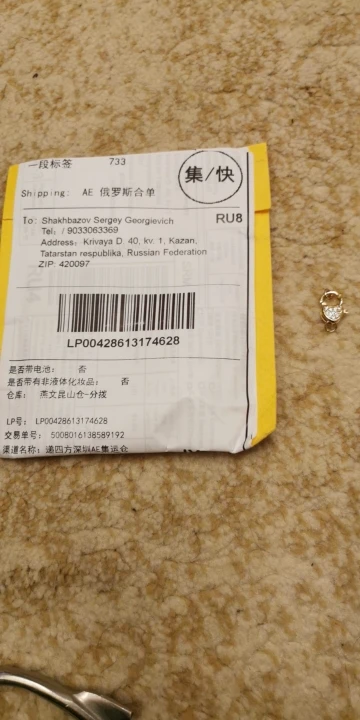 一段标签 733
集/快
Shipping: AE 俄罗斯合单
To: Shakhbazov Sergey Georgievich RU8
Tel: / 9033063369
Address: Krivaya D. 40, kv. 1, Kazan,
Tatarstan respublika, Russian Federation
ZIP: 420097
LP00428613174628
是否带电池: 否
是否带有非液体化妆品: 否
仓库: 燕文昆山仓-分拨
LP号: LP00428613174628
交易单号: 5008016138589192
渠道名称: 递四方深圳AE集运仓